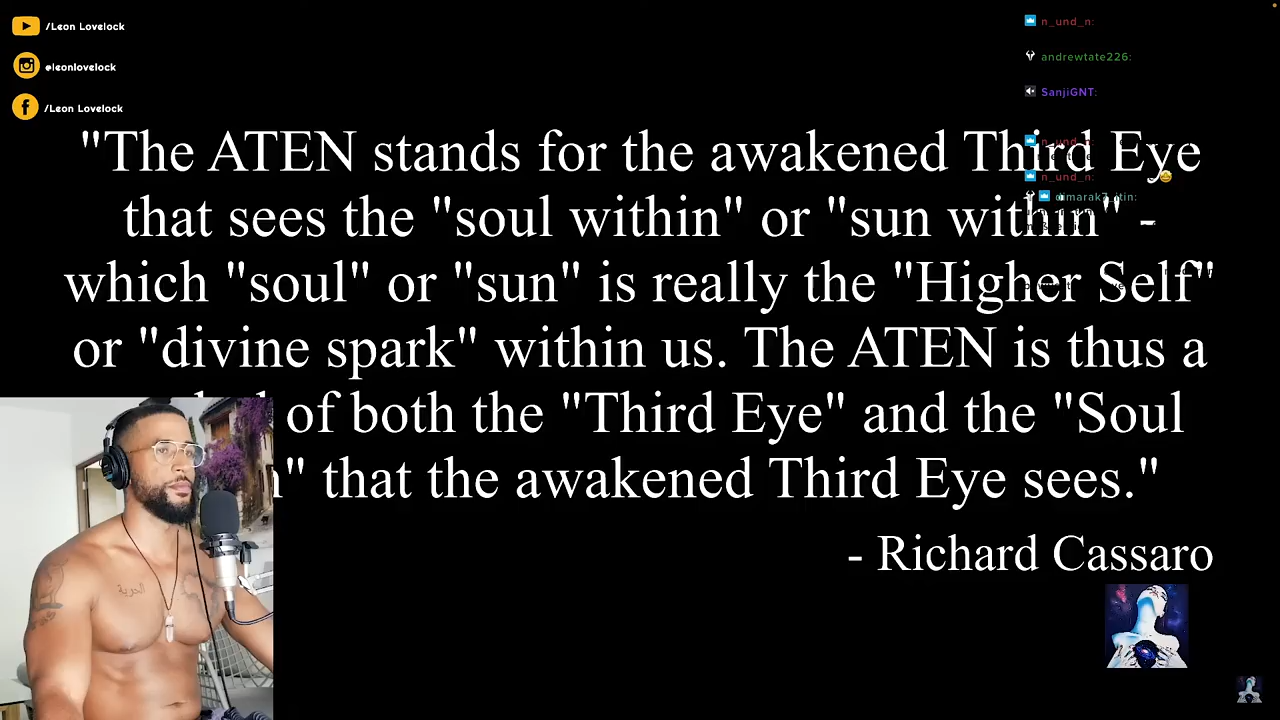 /Leon Lovelock
@leonlovelock
/Leon Lovelock
n_und_n:
andrewtate226:
SanjiGNT:
n_und_n:
n_und_n:
"The ATEN stands for the awakened Third Eye
that sees the "soul within" or "sun within" -
which "soul" or "sun" is really the "Higher Self"
or "divine spark" within us. The ATEN is thus a
of both the "Third Eye" and the "Soul
that the awakened Third Eye sees."
- Richard Cassaro